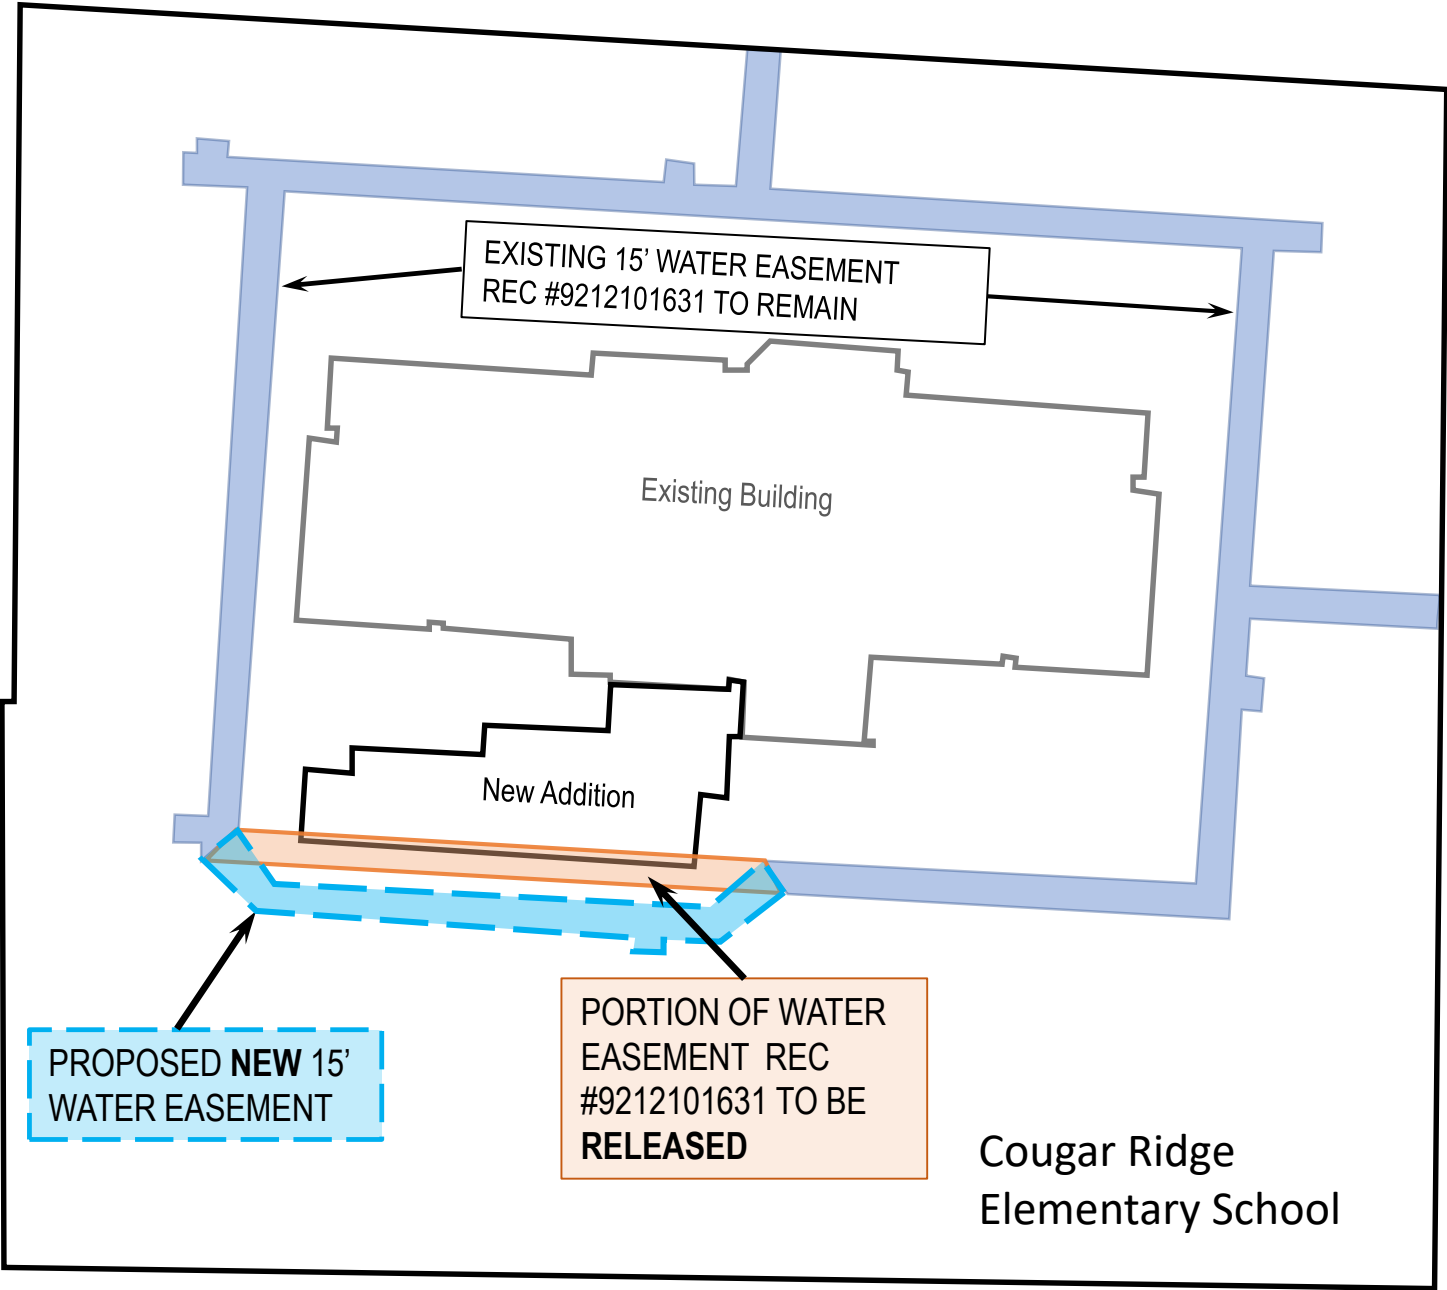 EXISTING 15’ WATER EASEMENT
REC #9212101631 TO REMAIN
Existing Building
New Addition
PROPOSED NEW 15’
WATER EASEMENT
PORTION OF WATER
EASEMENT REC
#9212101631 TO BE
RELEASED
Cougar Ridge
Elementary School